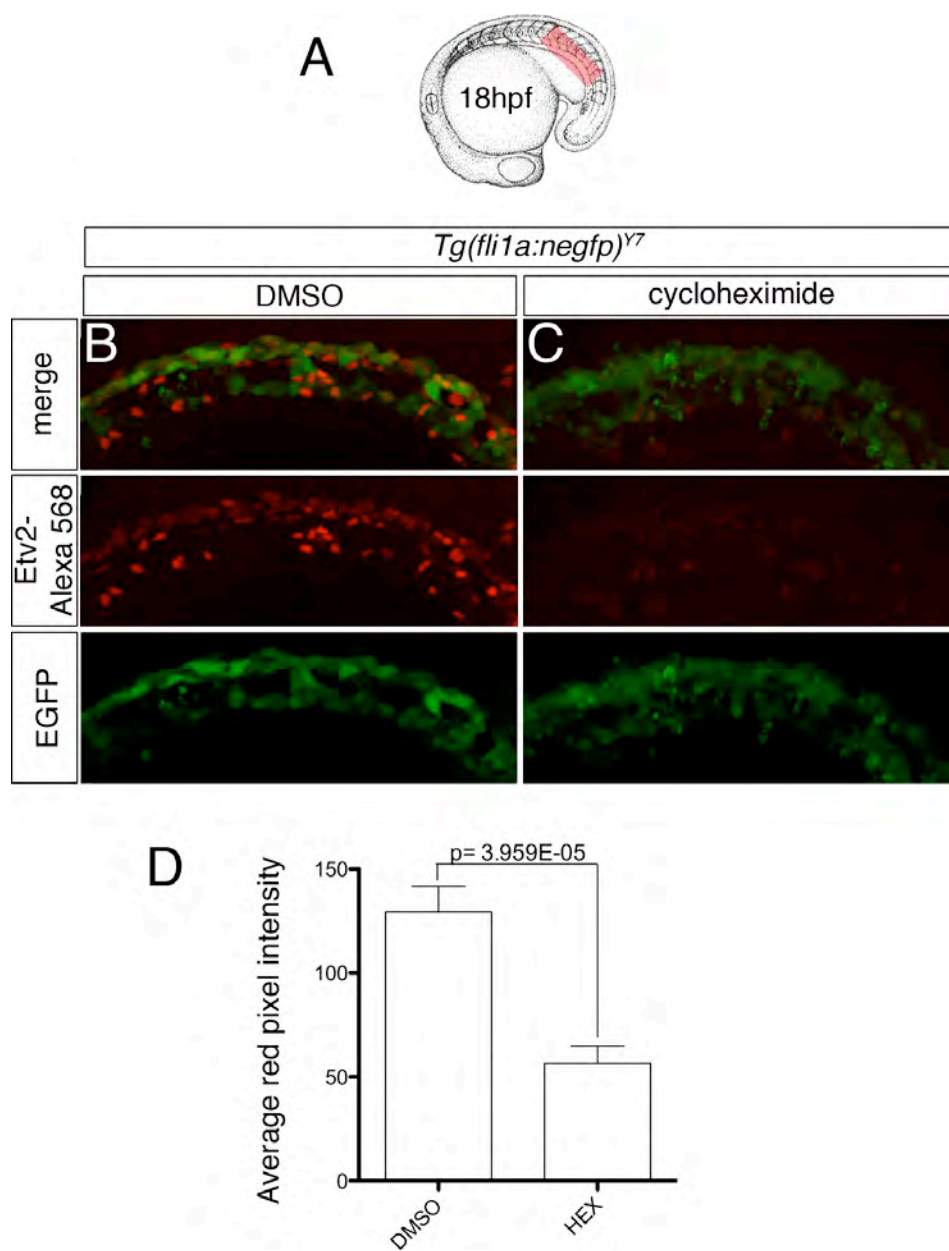 A
18hpf
Tg(fli1a:negfp)Y7
DMSO
cycloheximide
B
C
merge
Etv2-
Alexa 568
EGFP
D
p= 3.959E-05
Average red pixel intensity
150
100
50
0
DMSO
HEX